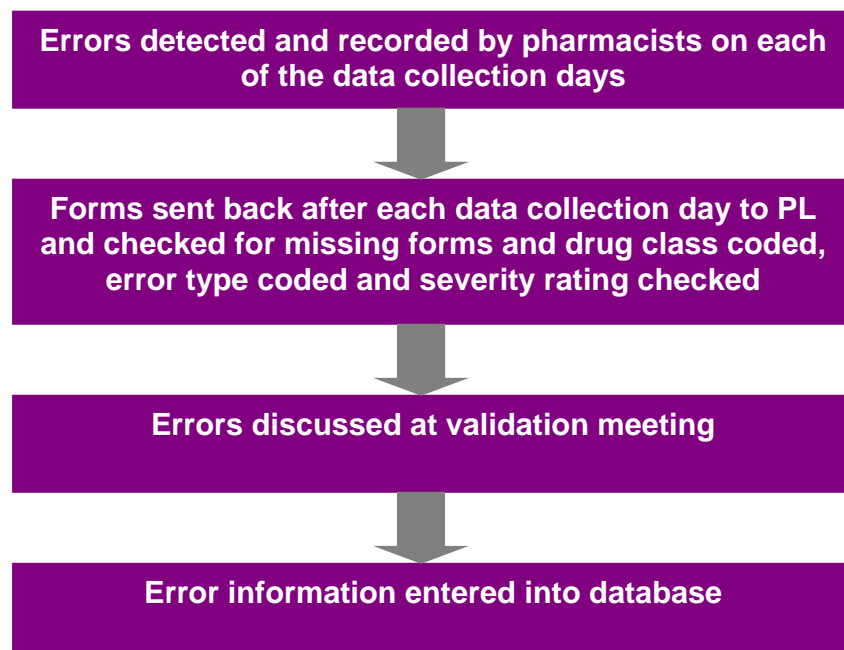 Errors detected and recorded by pharmacists on each
of the data collection days
Forms sent back after each data collection day to PL
and checked for missing forms and drug class coded,
error type coded and severity rating checked
Errors discussed at validation meeting
Error information entered into database